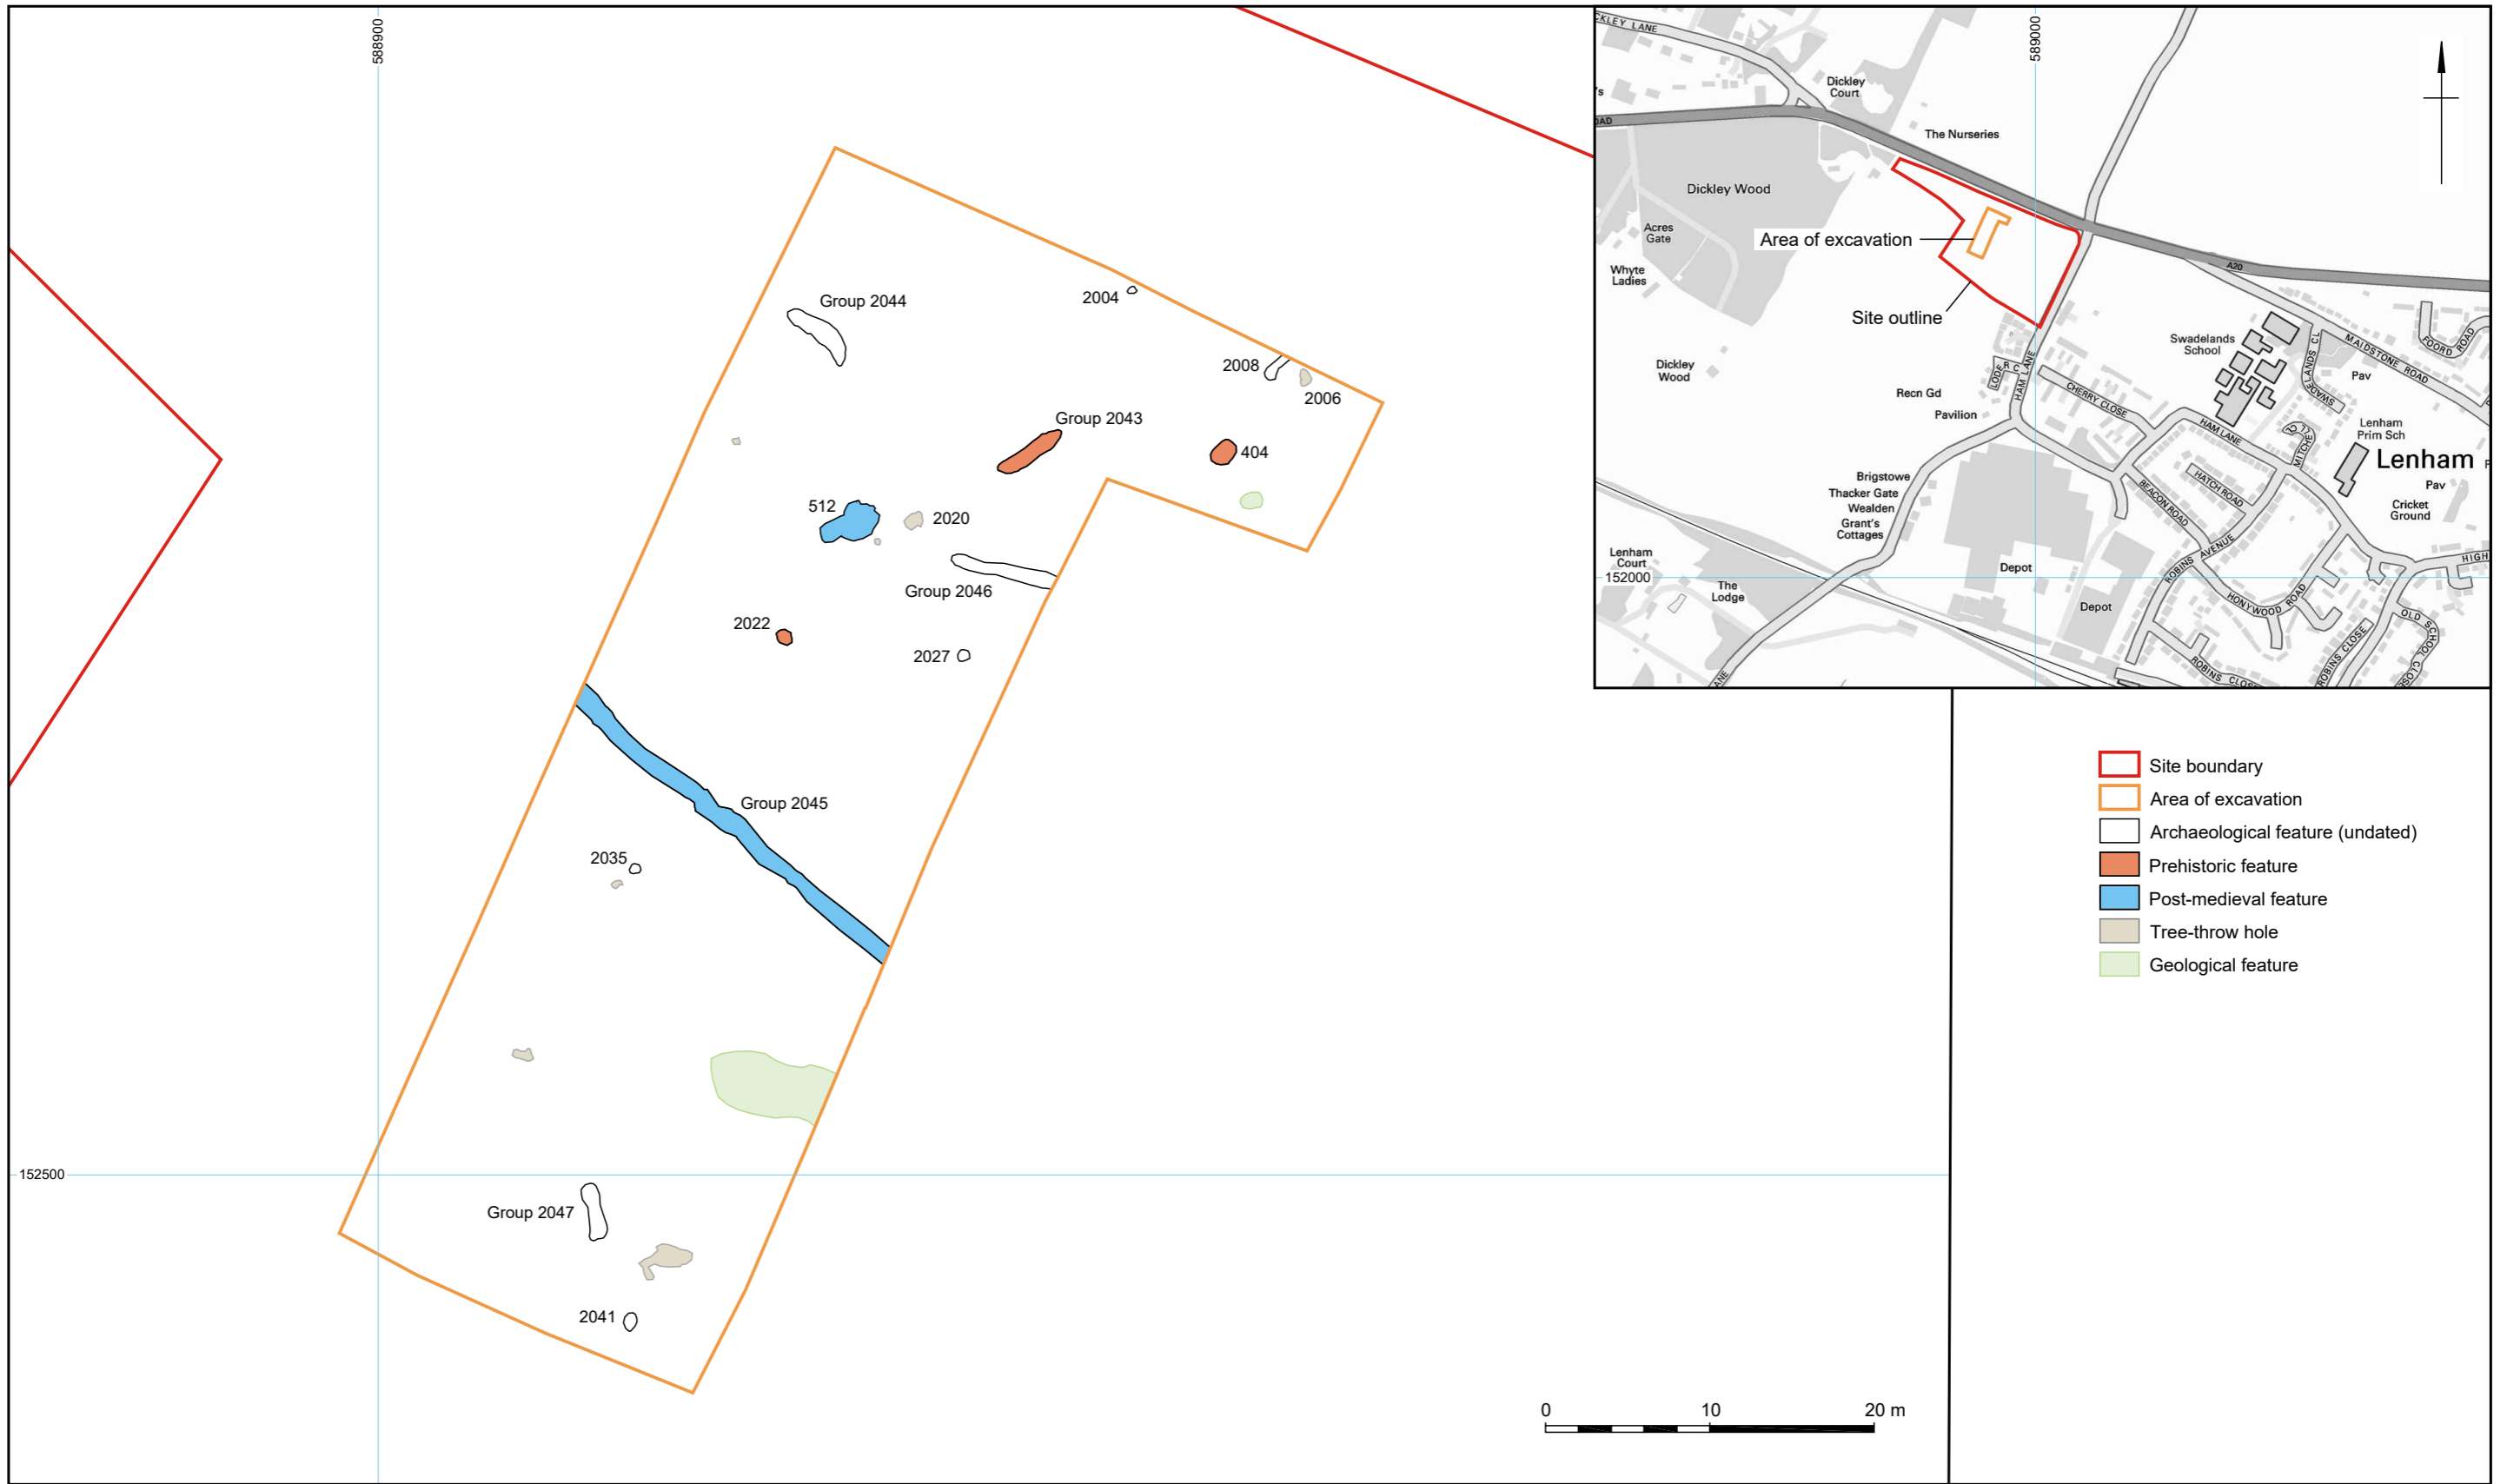 588900
Group 2044
2004
2008
2006
Group 2043
404
512
2020
Group 2046
2022
2027
Group 2045
2035
152500
Group 2047
2041
0 10 20 m
589000
Dickley
Court
The Nurseries
Dickley Wood
Acres
Gate
Whyte
Ladies
Area of excavation
Site outline
A20
Dickley
Wood
Recn Gd
Pavilion
HAM LANE
CHERRY CLOSE
Swadelands
School
MAIDSTONE ROAD
FOORD ROAD
Pav
Lenham
Prim Sch
Lenham
HAM LANE
HATCH ROAD
BEACON ROAD
Pav
Cricket
Ground
Brigstowe
Thacker Gate
Wealden
Grant's
Cottages
Lenham
Court
152000
The
Lodge
Depot
Depot
ROBINS AVENUE
HONYWOOD ROAD
HIGH
ROBINS CLOSE
Site boundary
Area of excavation
Archaeological feature (undated)
Prehistoric feature
Post-medieval feature
Tree-throw hole
Geological feature